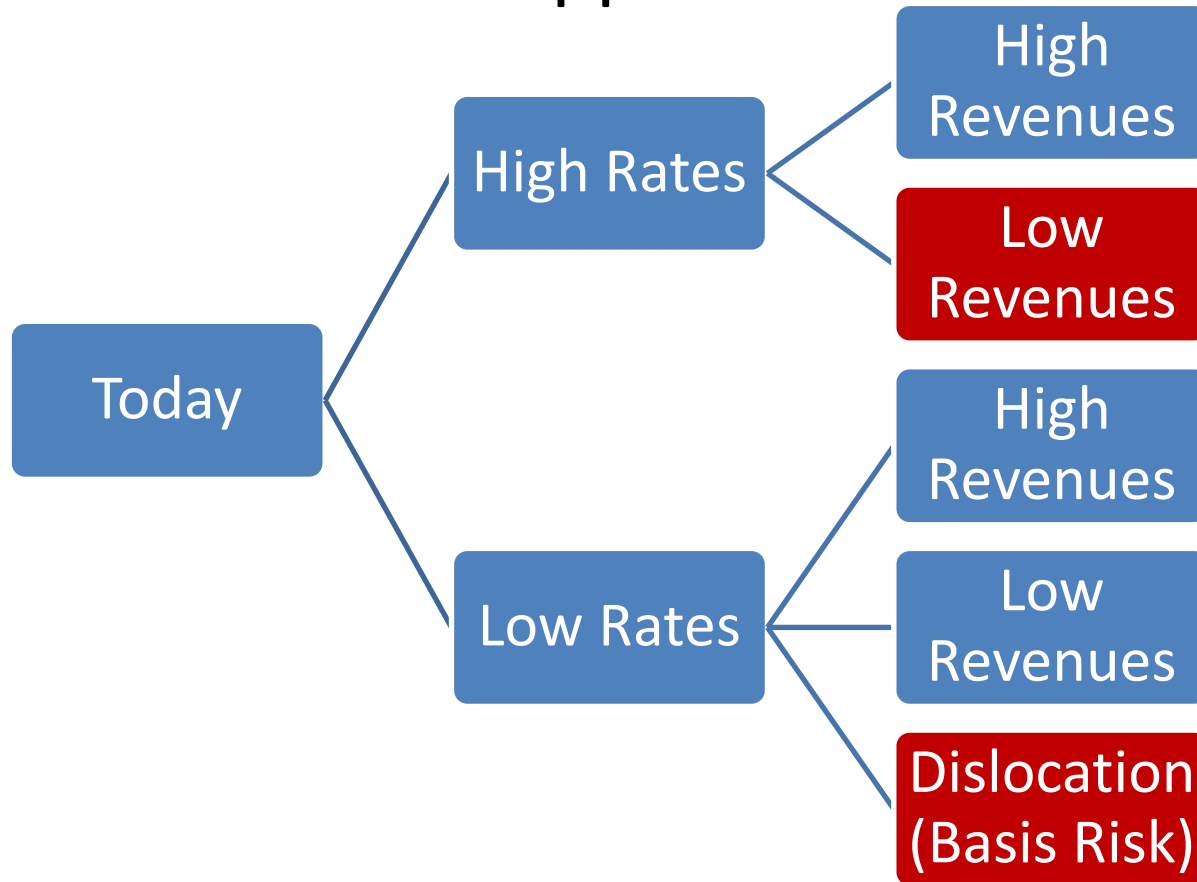 High
Revenues
High Rates
Low
Revenues
Today
High
Revenues
Low Rates
Low
Revenues
Dislocation
(Basis Risk)